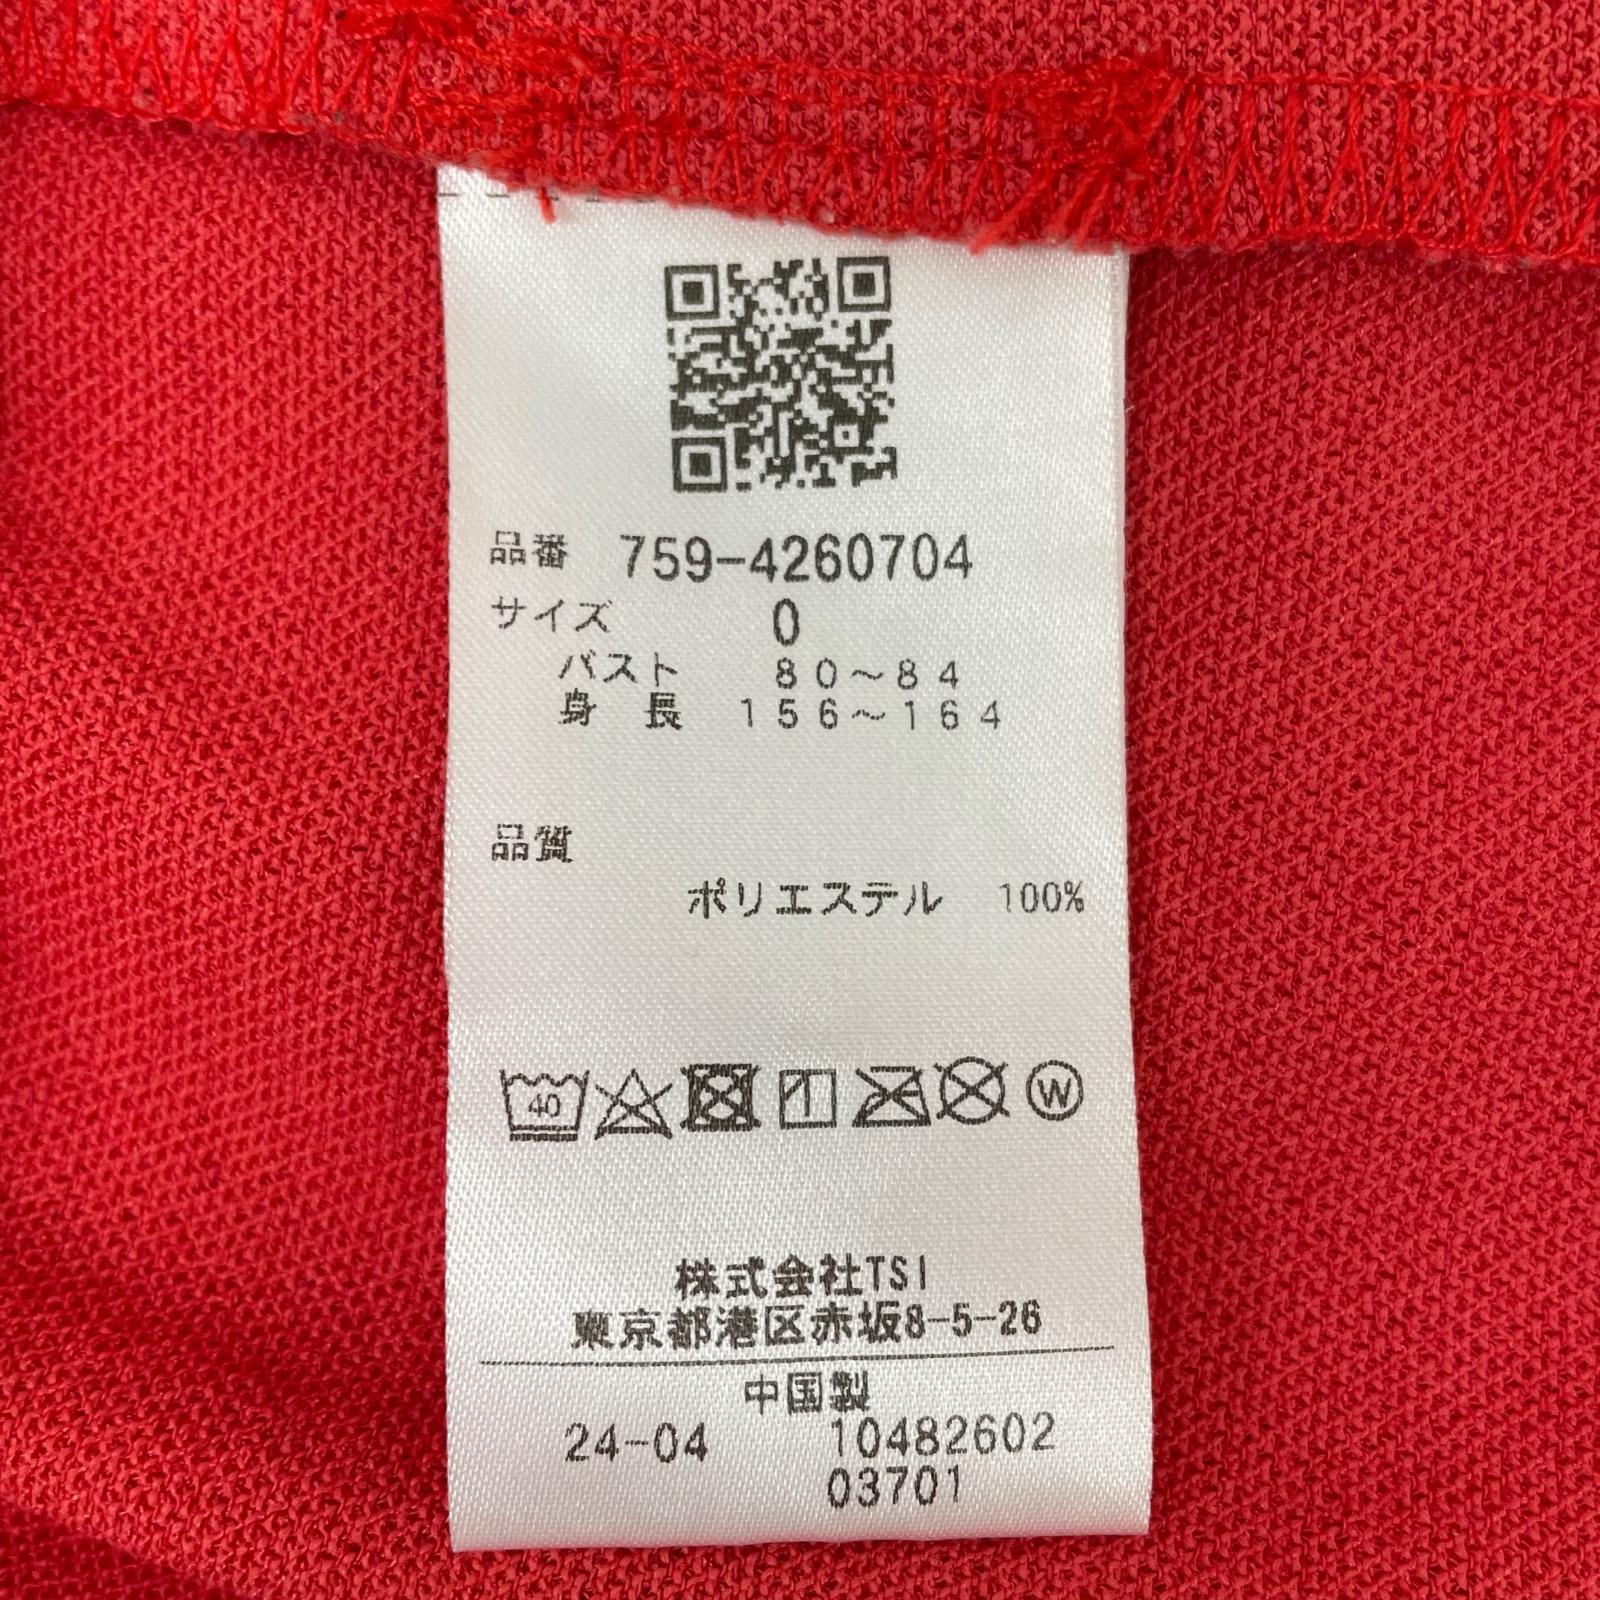 品番 759-4260704
サイズ 0
バスト 80~84
身長 156~164
品質
ポリエステル 100%
40
W
株式会社TSI
東京都港区赤坂8-5-26
中国製
24-04 10482602
03701